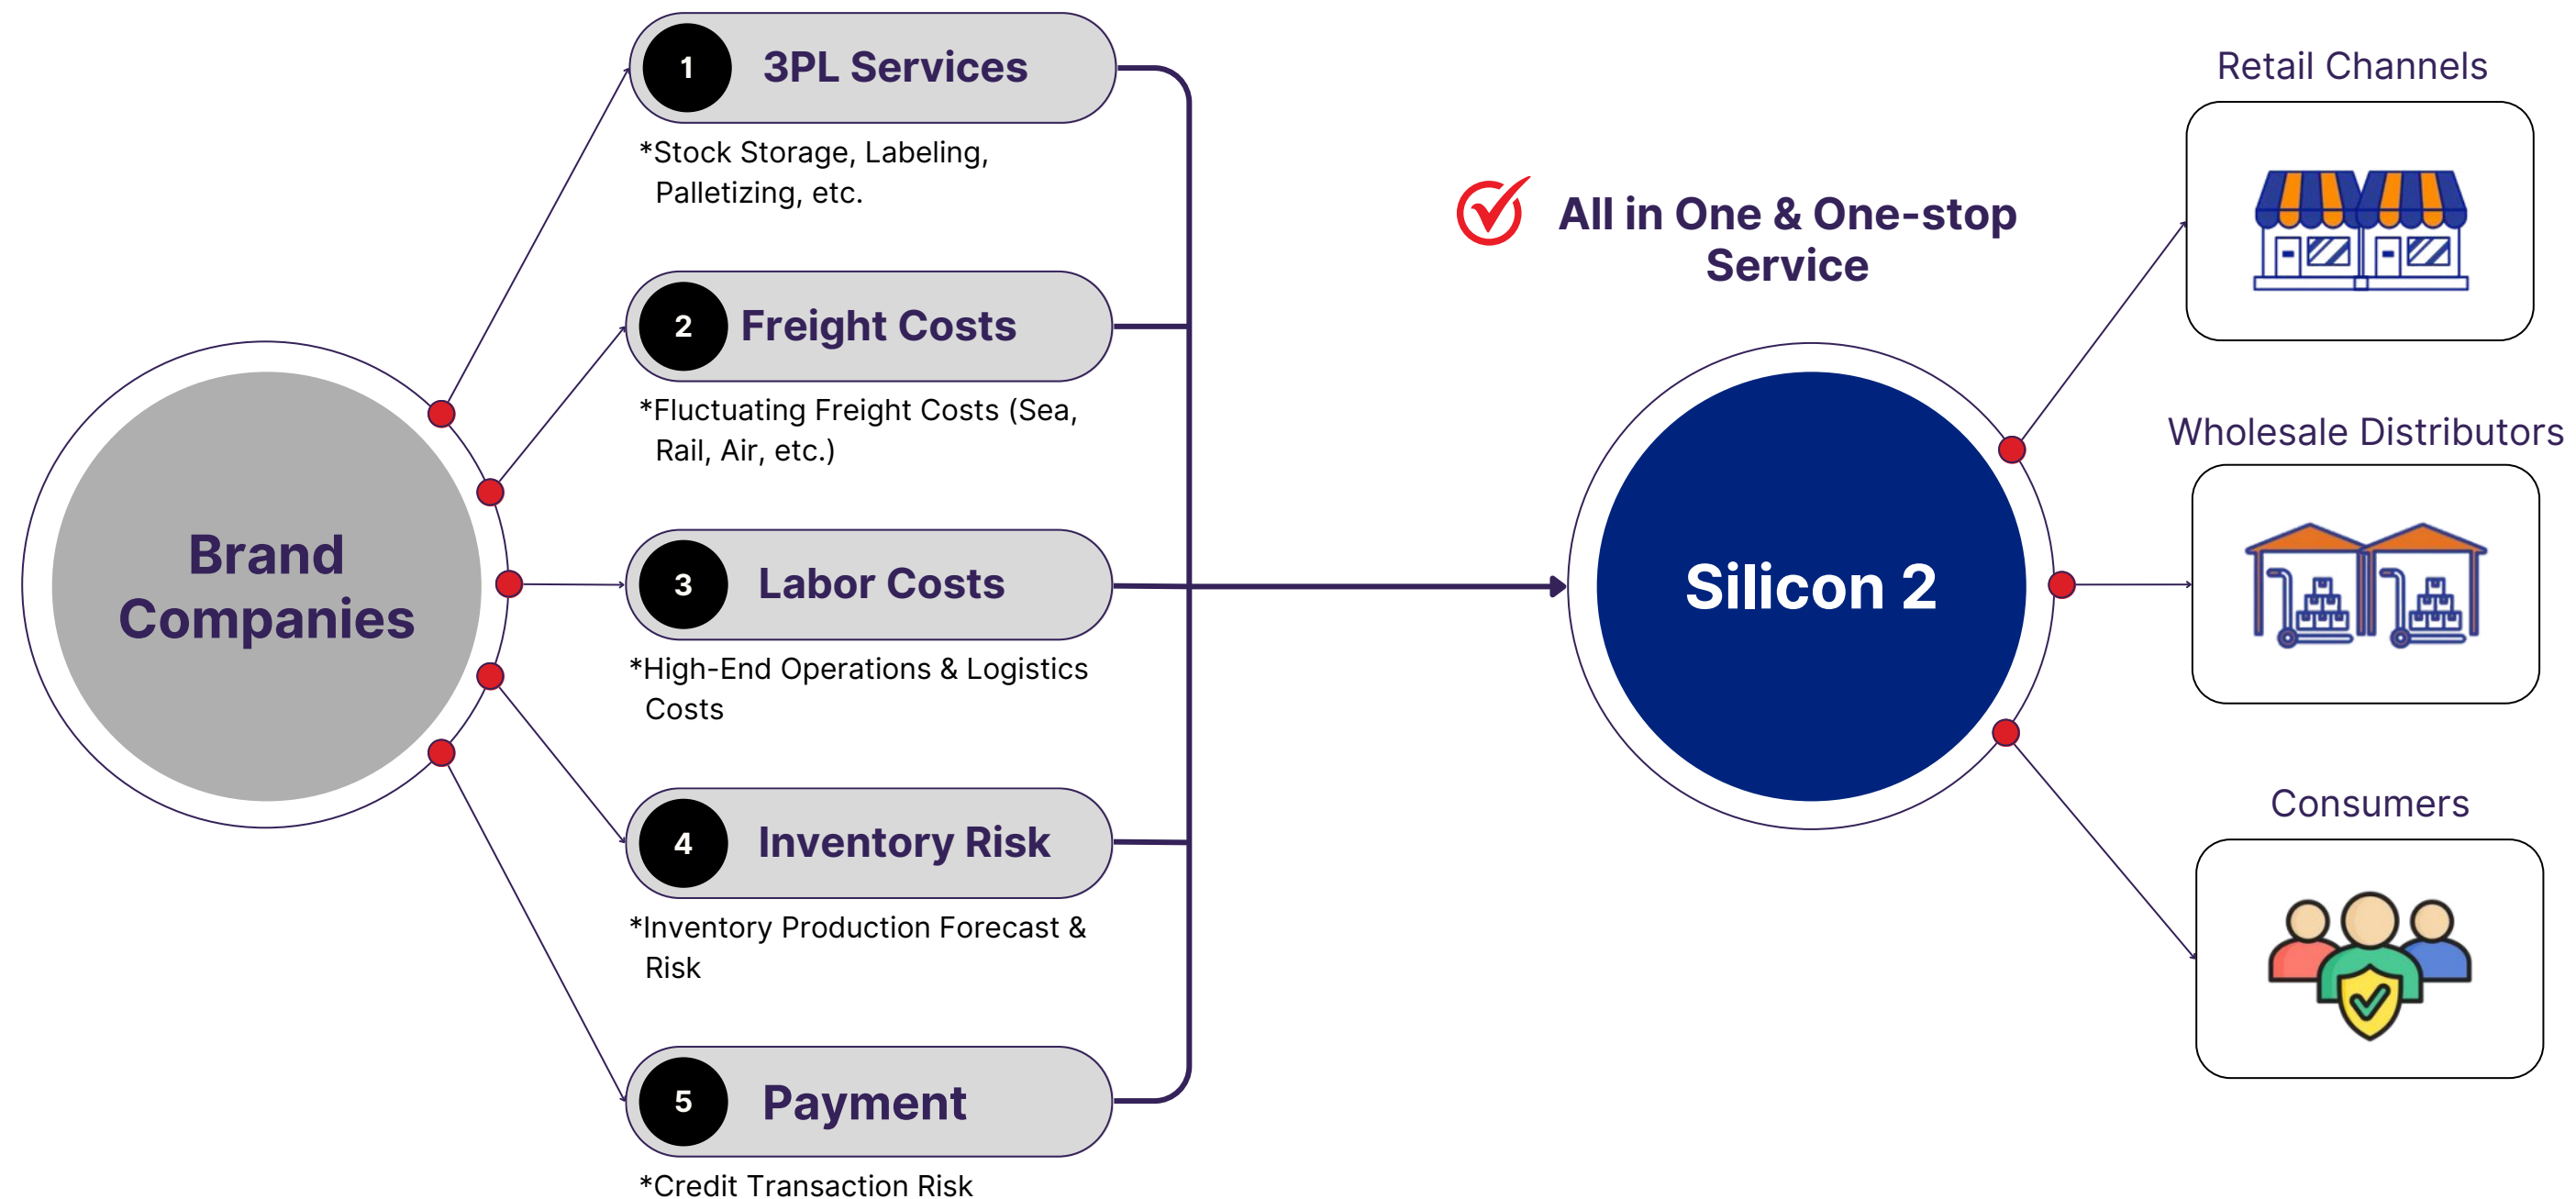 Brand
Companies
1
3PL Services
*Stock Storage, Labeling,
Palletizing, etc.
2
Freight Costs
*Fluctuating Freight Costs (Sea,
Rail, Air, etc.)
3
Labor Costs
*High-End Operations & Logistics
Costs
4
Inventory Risk
*Inventory Production Forecast &
Risk
5
Payment
*Credit Transaction Risk
All in One & One-stop
Service
Silicon 2
Retail Channels
Wholesale Distributors
Consumers